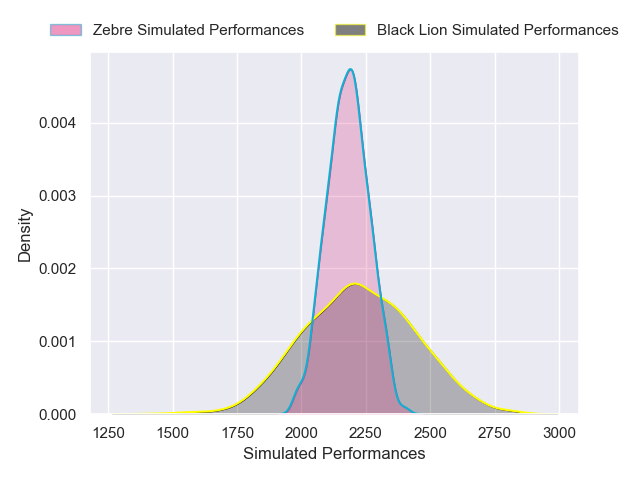 Zebre Simulated Performances Black Lion Simulated Performances
0.004
0.003
0.002
0.001
0.000
Density
1250 1500 1750 2000 2250 2500 2750 3000
Simulated Performances